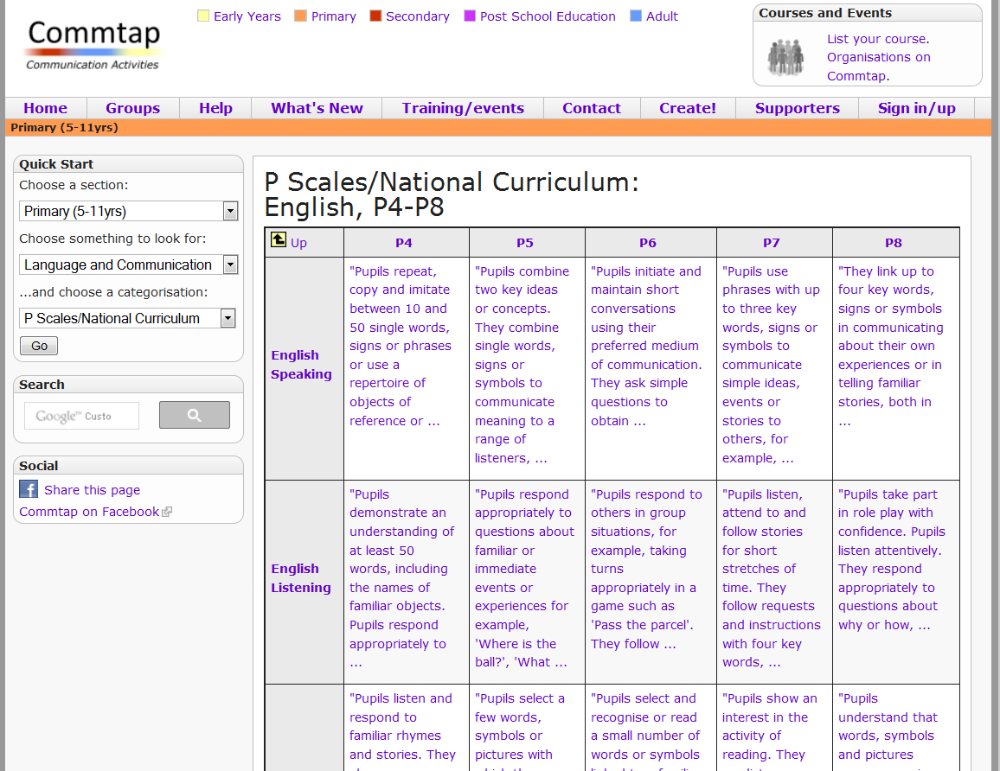 Commtap
Communication Activities
Early Years Primary Secondary Post School Education Adult
Courses and Events
List your course.
Organisations on
Commtap.
Home Groups Help What's New Training/events Contact Create! Supporters Sign in/up
Primary (5-11yrs)
Quick Start
Choose a section:
Primary (5-11yrs)
Choose something to look for:
Language and Communication
...and choose a categorisation:
P Scales/National Curriculum
Go
Search
Google™ Custo
Social
f Share this page
Commtap on Facebook
P Scales/National Curriculum:
English, P4-P8
Up P4 P5 P6 P7 P8
English
Speaking
"Pupils repeat,
copy and imitate
between 10 and
50 single words,
signs or phrases
or use a
repertoire of
objects of
reference or ...
"Pupils combine
two key ideas
or concepts.
They combine
single words,
signs or
symbols to
communicate
meaning to a
range of
listeners, ...
"Pupils initiate and
maintain short
conversations
using their
preferred medium
of communication.
They ask simple
questions to
obtain ...
"Pupils use
phrases with up
to three key
words, signs or
symbols to
communicate
simple ideas,
events or
stories to
others, for
example, ...
"They link up to
four key words,
signs or symbols
in communicating
about their own
experiences or in
telling familiar
stories, both in
...
English
Listening
"Pupils
demonstrate an
understanding of
at least 50
words, including
the names of
familiar objects.
Pupils respond
appropriately to
...
"Pupils respond
appropriately to
questions about
familiar or
immediate
events or
experiences for
example,
'Where is the
ball?', 'What ...
"Pupils respond to
others in group
situations, for
example, taking
turns
appropriately in a
game such as
'Pass the parcel'.
They follow ...
"Pupils listen,
attend to and
follow stories
for short
stretches of
time. They
follow requests
and instructions
with four key
words, ...
"Pupils take part
in role play with
confidence. Pupils
listen attentively.
They respond
appropriately to
questions about
why or how, ...
"Pupils listen and
respond to
familiar rhymes
and stories. They
"Pupils select a
few words,
symbols or
pictures with
"Pupils select and
recognise or read
a small number of
words or symbols
"Pupils show an
interest in the
activity of
reading. They
"Pupils
understand that
words, symbols
and pictures